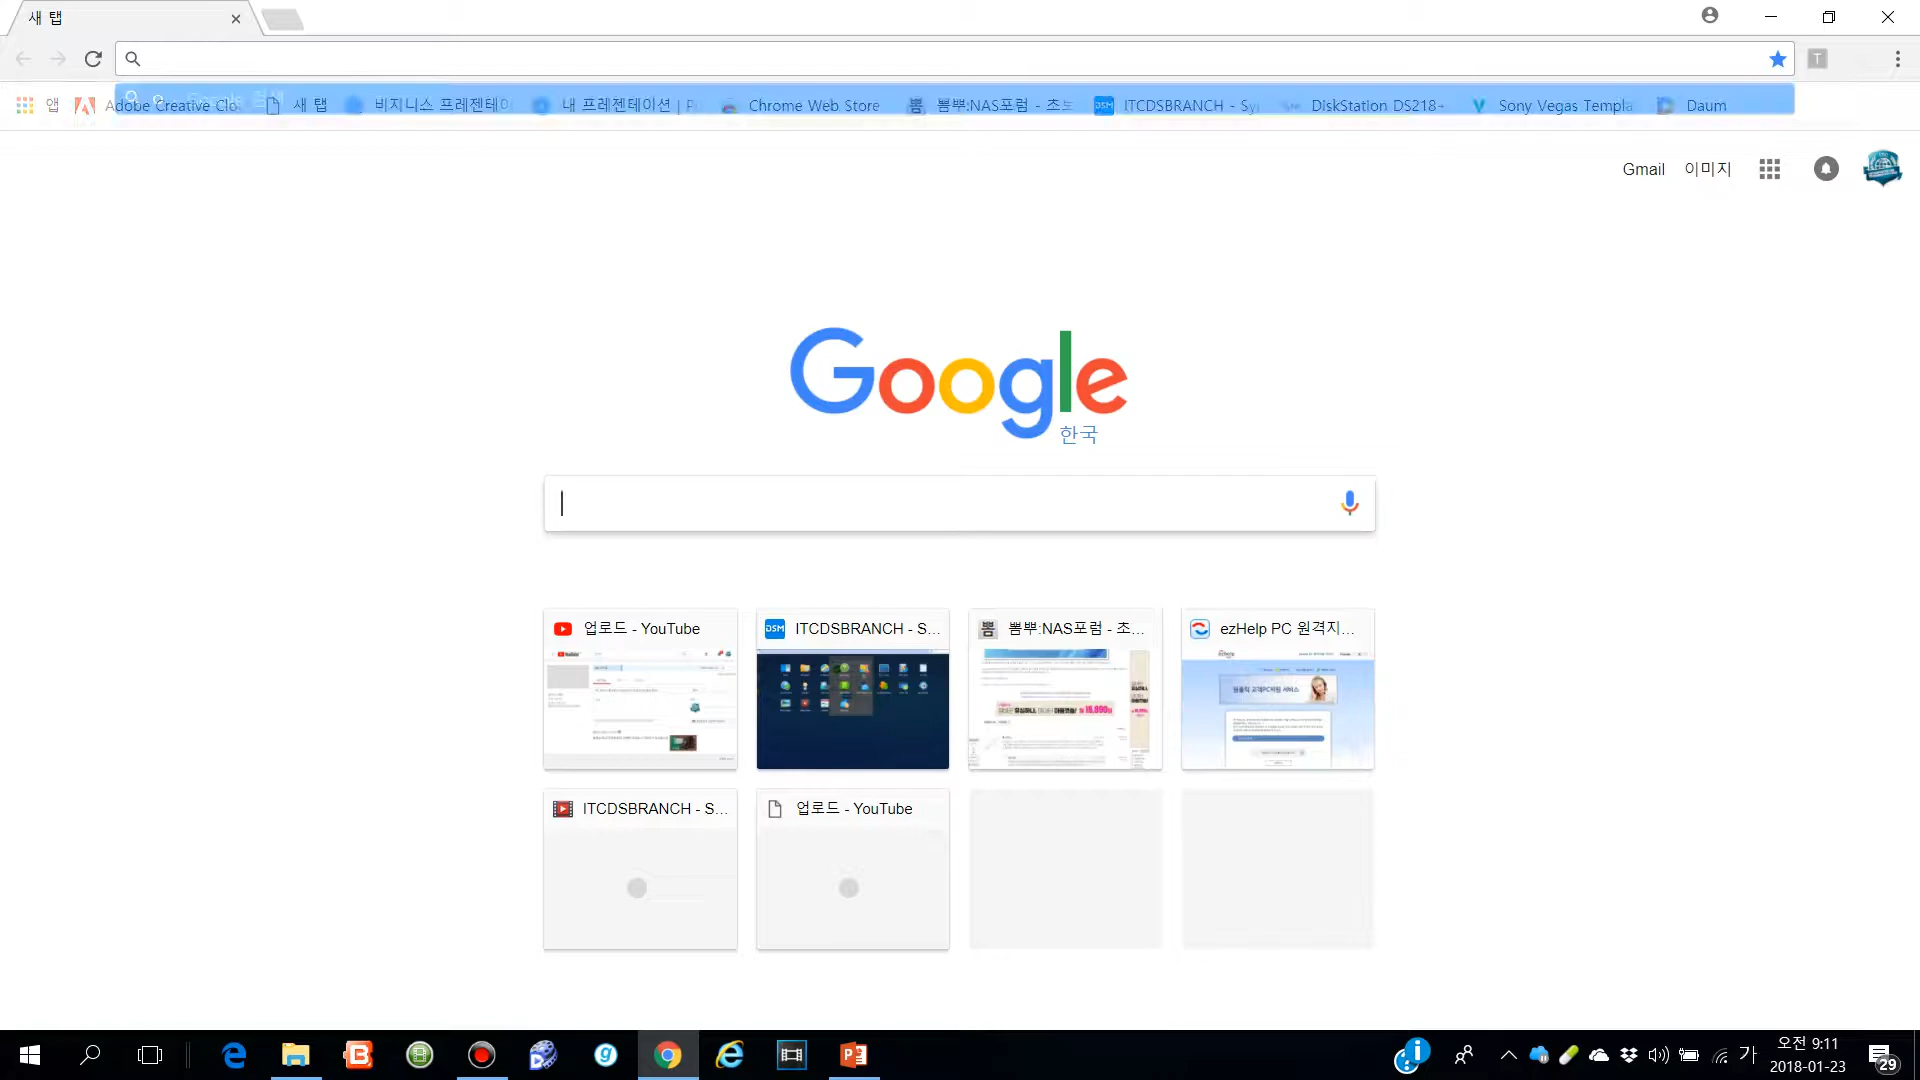 새 탭
T
앱
Adobe Creative Clo
새 탭
비지니스 프레젠테이
내 프레젠테이션 |
Chrome Web Store
뽐뿌:NAS포럼 - 초
DSM
ITCDSBRANCH - Sy
DiskStation DS218+
Sony Vegas Templa
Daum
Gmail
이미지
Google
한국
업로드 - YouTube
DSM
ITCDSBRANCH - S...
뽐
뽐뿌:NAS포럼 - 초...
ezHelp PC 원격지...
ITCDSBRANCH - S...
업로드 - YouTube
가
오전 9:11
2018-01-23
29